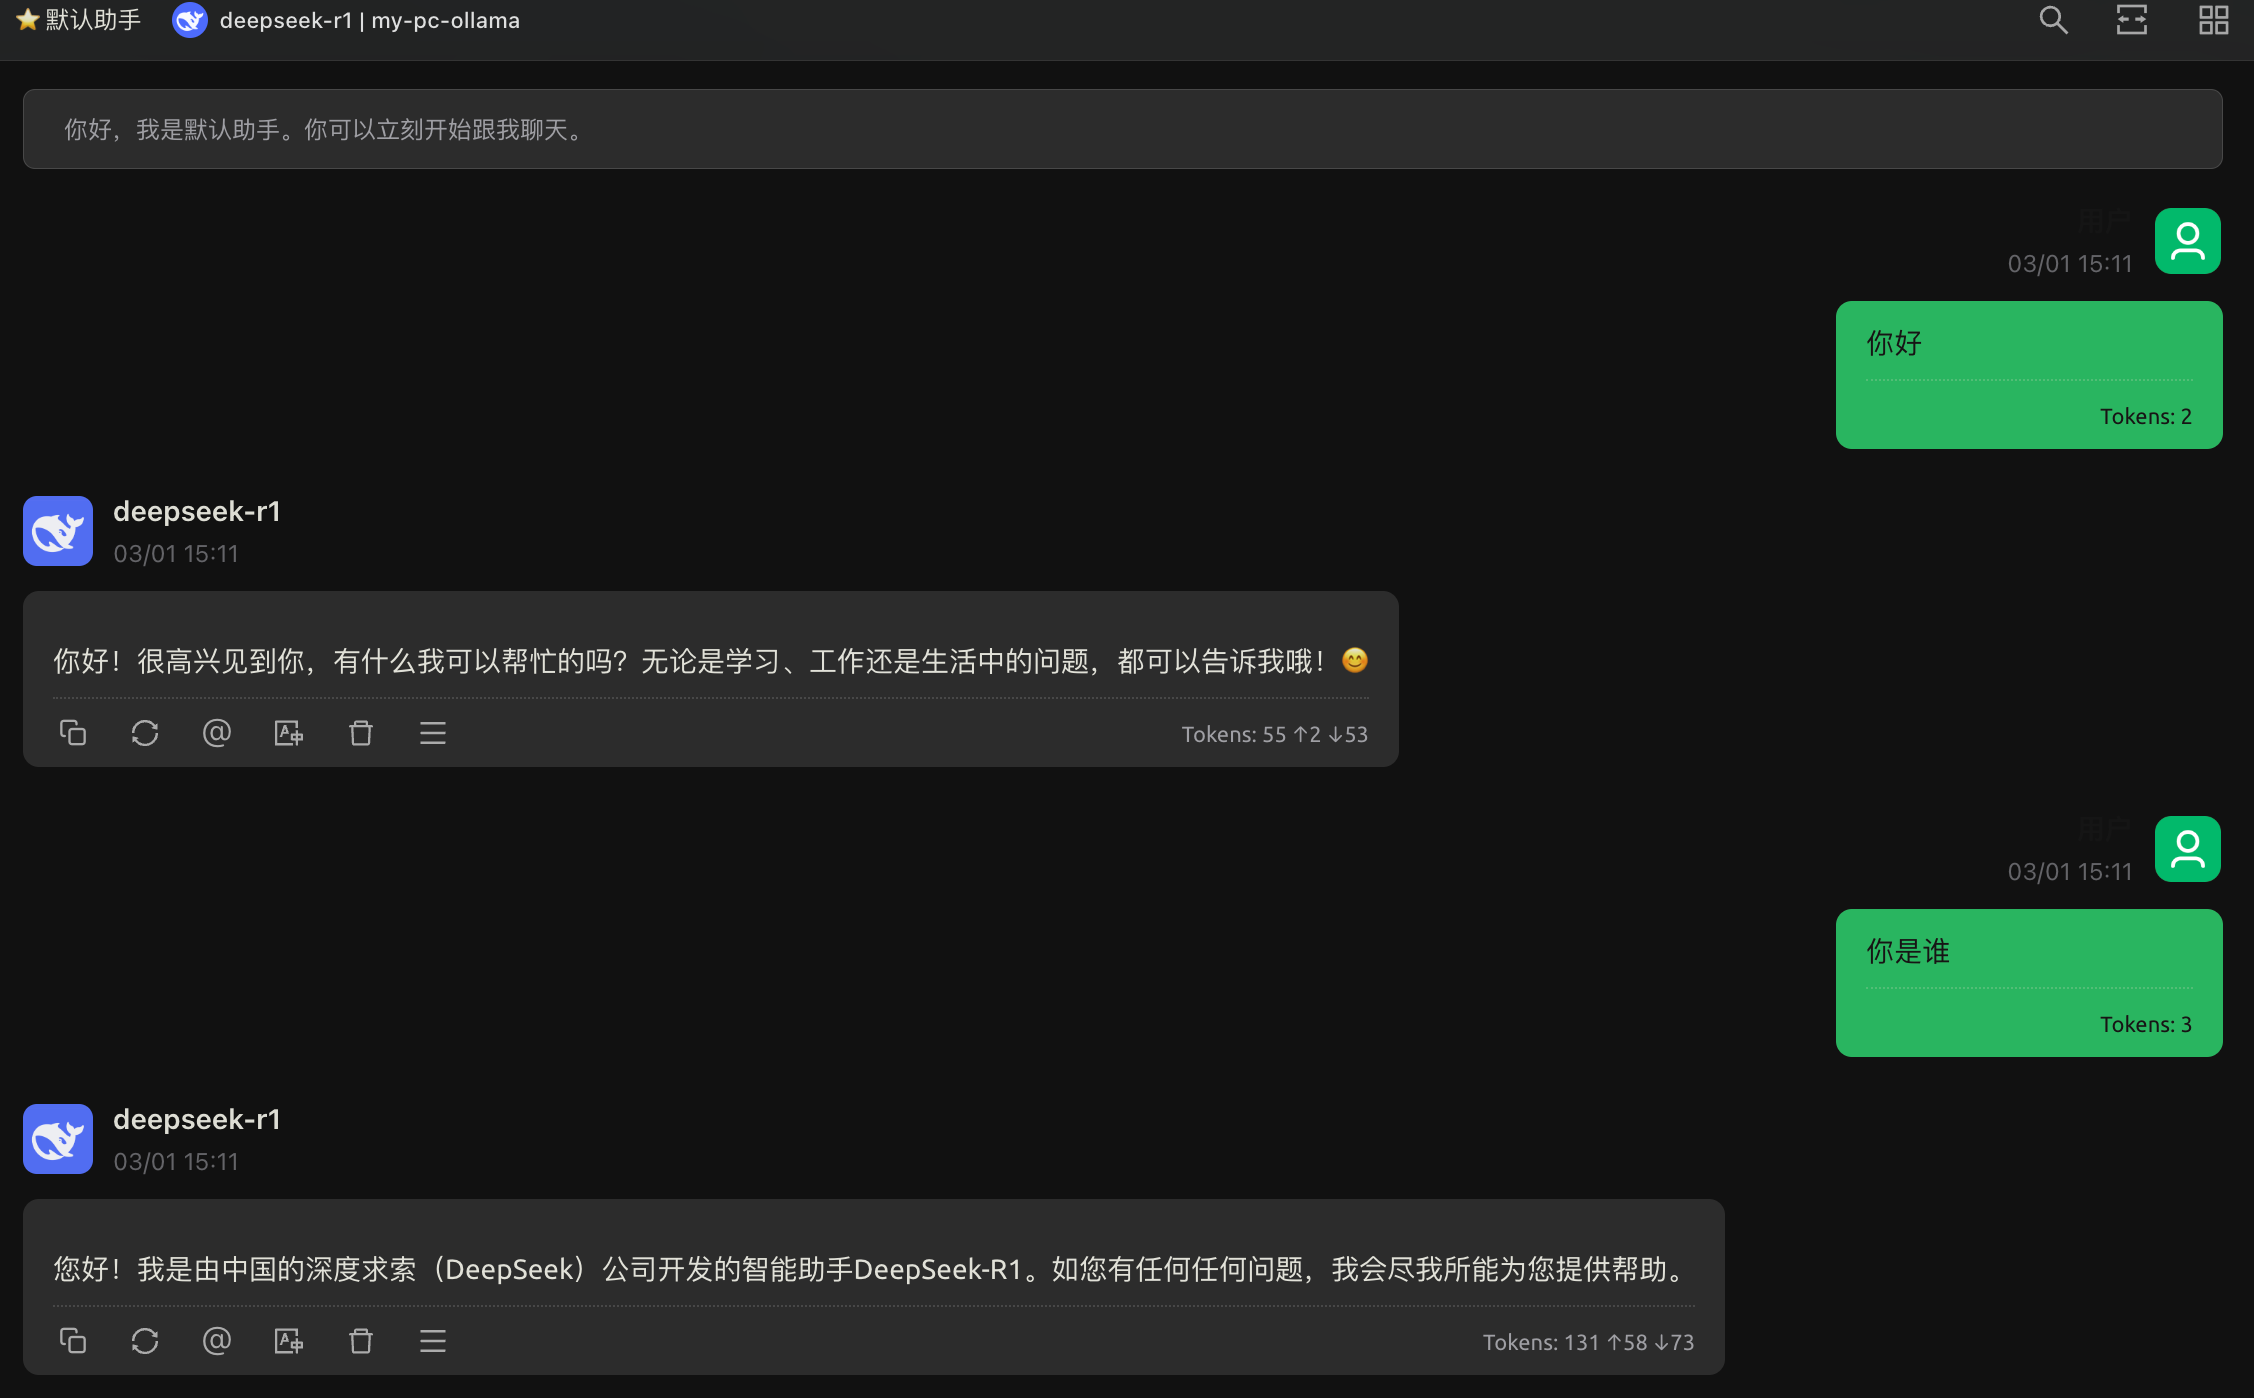 ⭐ 默认助手 deepseek-r1 | my-pc-ollama
你好，我是默认助手。你可以立刻开始跟我聊天。
用户
03/01 15:11
你好
Tokens: 2
deepseek-r1
03/01 15:11
你好！很高兴见到你，有什么我可以帮忙的吗？无论是学习、工作还是生活中的问题，都可以告诉我哦！😊
Tokens: 55 ↑2 ↓53
用户
03/01 15:11
你是谁
Tokens: 3
deepseek-r1
03/01 15:11
您好！我是由中国的深度求索（DeepSeek）公司开发的智能助手DeepSeek-R1。如您有任何任何问题，我会尽我所能为您提供帮助。
Tokens: 131 ↑58 ↓73